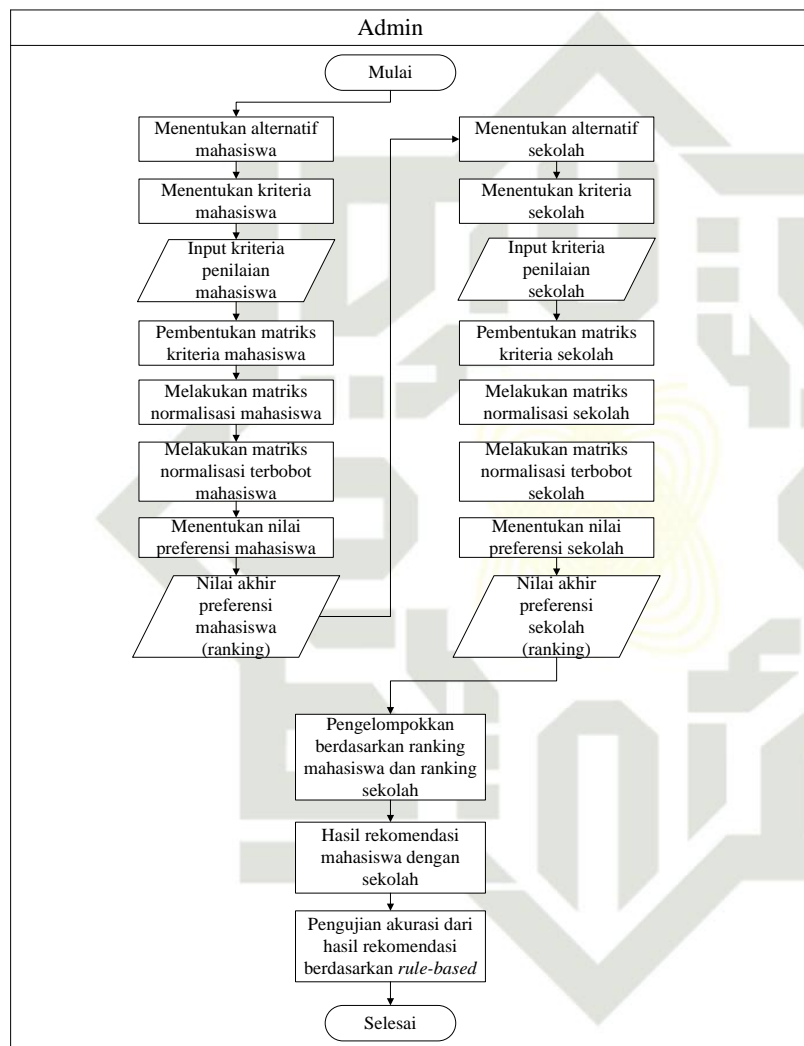 Admin
Mulai
Menentukan alternatif
mahasiswa
Menentukan kriteria
mahasiswa
Input kriteria
penilaian
mahasiswa
Pembentukan matriks
kriteria mahasiswa
Melakukan matriks
normalisasi mahasiswa
Melakukan matriks
normalisasi terbobot
mahasiswa
Menentukan nilai
preferensi mahasiswa
Nilai akhir
preferensi
mahasiswa
(ranking)
Menentukan alternatif
sekolah
Menentukan kriteria
sekolah
Input kriteria
penilaian
sekolah
Pembentukan matriks
kriteria sekolah
Melakukan matriks
normalisasi sekolah
Melakukan matriks
normalisasi terbobot
sekolah
Menentukan nilai
preferensi sekolah
Nilai akhir
preferensi
sekolah
(ranking)
Pengelompokkan
berdasarkan ranking
mahasiswa dan ranking
sekolah
Hasil rekomendasi
mahasiswa dengan
sekolah
Pengujian akurasi dari
hasil rekomendasi
berdasarkan rule-based
Selesai